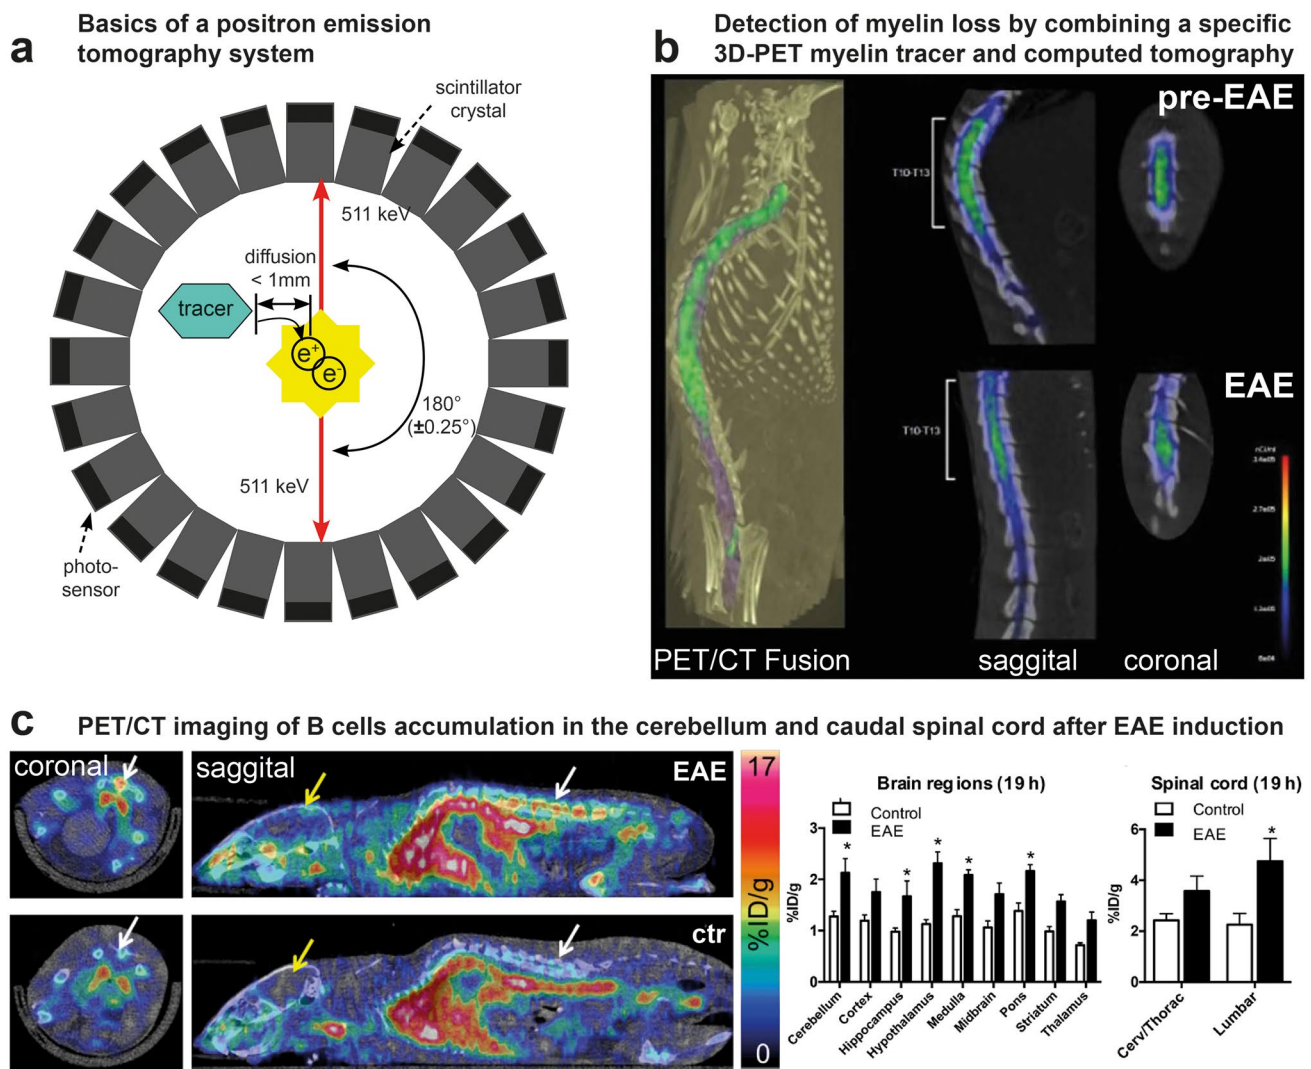 a
Basics of a positron emission
tomography system
scintillator
crystal
511 keV
diffusion
< 1mm
tracer
e+
e-
180°
(±0.25°)
511 keV
photo-
sensor
b
Detection of myelin loss by combining a specific
3D-PET myelin tracer and computed tomography
pre-EAE
T10-T13
EAE
T10-T13
PET/CT Fusion
saggital
coronal
c
PET/CT imaging of B cells accumulation in the cerebellum and caudal spinal cord after EAE induction
coronal
saggital
EAE
ctr
17
%ID/g
0
Brain regions (19 h)
Control
EAE
%ID/g
3
2
1
0
*
*
*
*
*
Cerebellum
Cortex
Hippocampus
Hypothalamus
Medulla
Midbrain
Pons
Striatum
Thalamus
Spinal cord (19 h)
Control
EAE
%ID/g
6
4
2
0
*
Cerv/Thorac
Lumbar